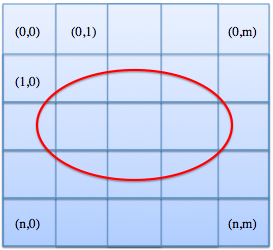 (0,0) (0,1) (0,m)
(1,0)
(n,0) (n,m)